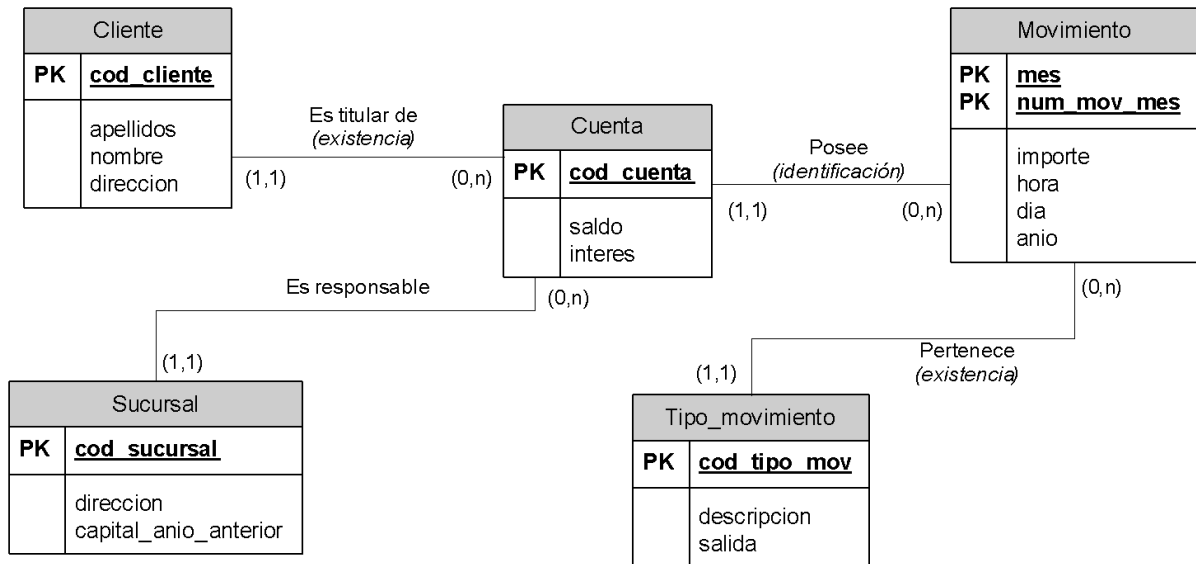 Cliente
PK cod_cliente
apellidos
nombre
direccion
Es titular de
(existencia)
(1,1)
(0,n)
Cuenta
PK cod_cuenta
saldo
interes
Posee
(identificación)
(1,1)
(0,n)
Movimiento
PK mes
PK num_mov_mes
importe
hora
dia
anio
Es responsable
(0,n)
(1,1)
Sucursal
PK cod_sucursal
direccion
capital_anio_anterior
(0,n)
Pertenece
(existencia)
(1,1)
Tipo_movimiento
PK cod_tipo_mov
descripcion
salida